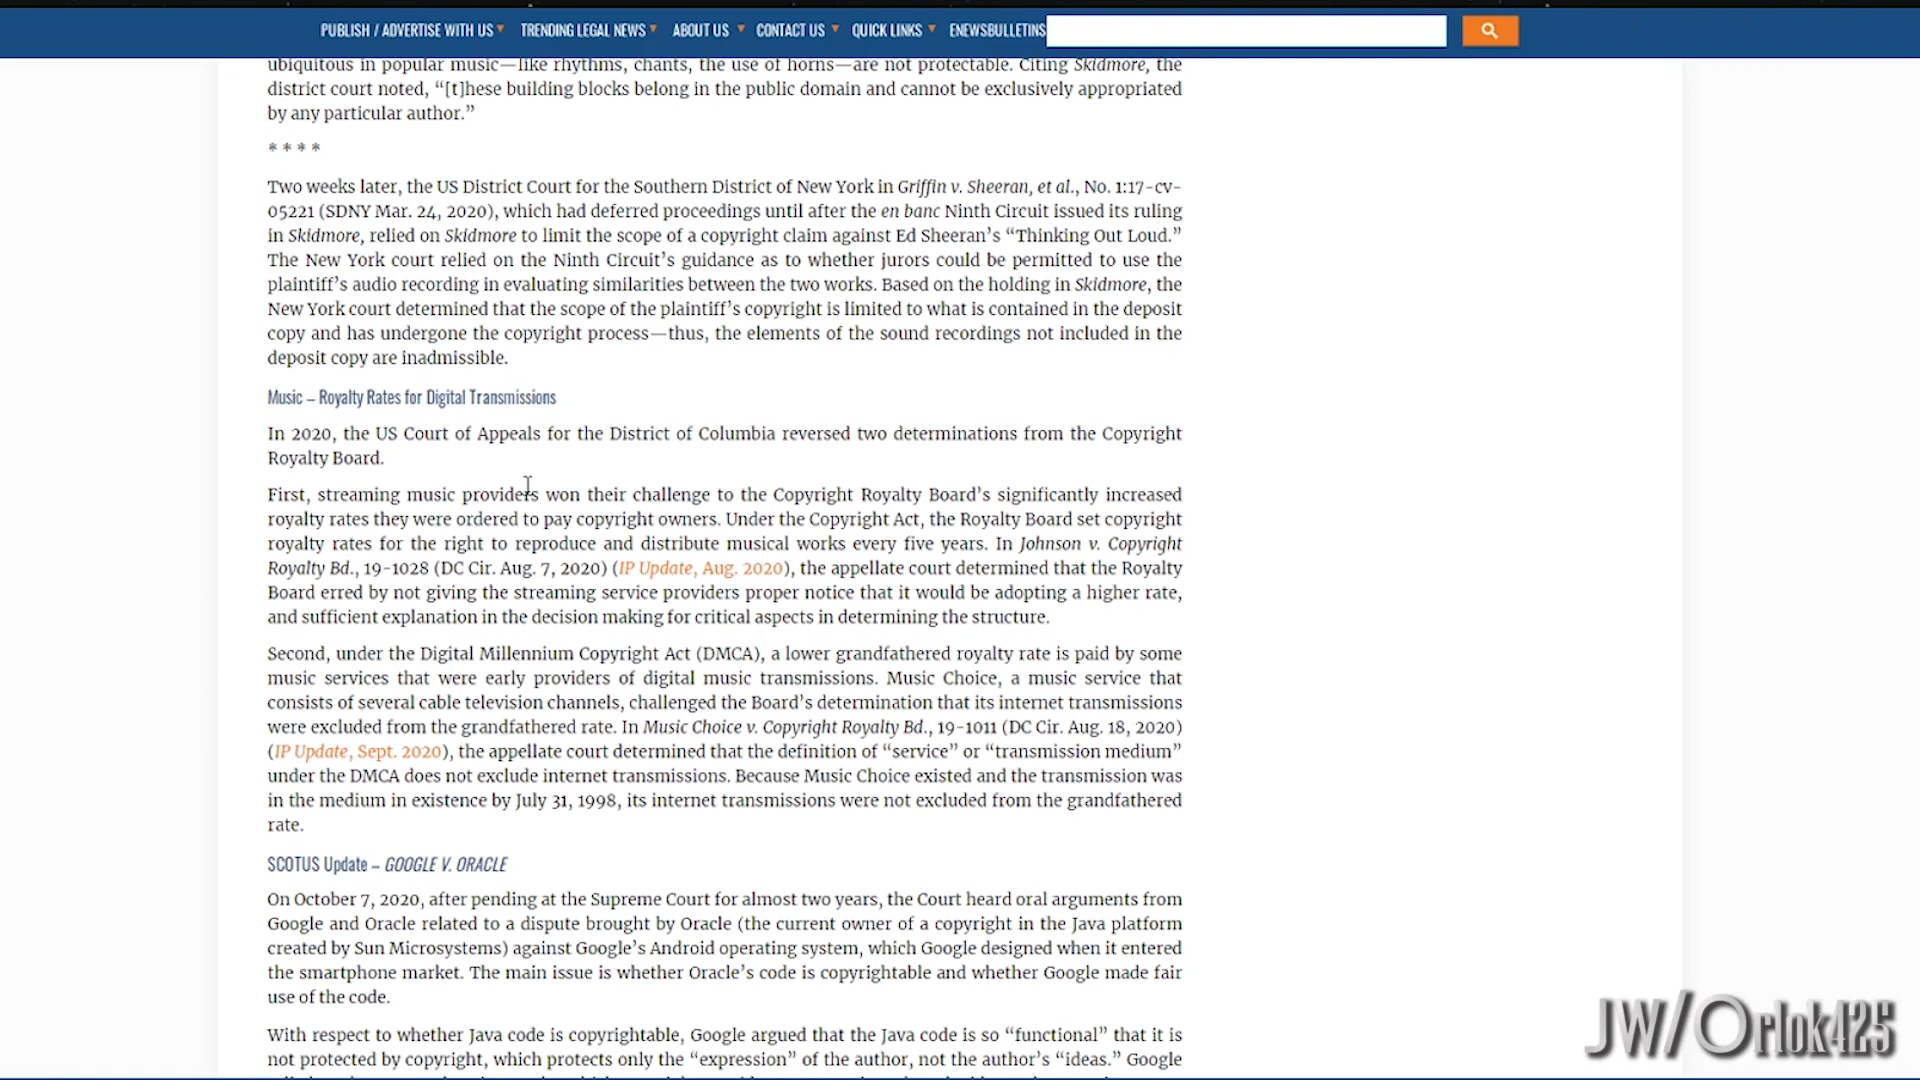 PUBLISH / ADVERTISE WITH US TRENDING LEGAL NEWS ABOUT US CONTACT US QUICK LINKS ENEWSBULLETINS
ubiquitous in popular music—like rhythms, chants, the use of horns—are not protectable. Citing Skidmore, the
district court noted, “[t]hese building blocks belong in the public domain and cannot be exclusively appropriated
by any particular author.”
* * * *
Two weeks later, the US District Court for the Southern District of New York in Griffin v. Sheeran, et al., No. 1:17-cv-
05221 (SDNY Mar. 24, 2020), which had deferred proceedings until after the en banc Ninth Circuit issued its ruling
in Skidmore, relied on Skidmore to limit the scope of a copyright claim against Ed Sheeran’s “Thinking Out Loud.”
The New York court relied on the Ninth Circuit’s guidance as to whether jurors could be permitted to use the
plaintiff’s audio recording in evaluating similarities between the two works. Based on the holding in Skidmore, the
New York court determined that the scope of the plaintiff’s copyright is limited to what is contained in the deposit
copy and has undergone the copyright process—thus, the elements of the sound recordings not included in the
deposit copy are inadmissible.
Music – Royalty Rates for Digital Transmissions
In 2020, the US Court of Appeals for the District of Columbia reversed two determinations from the Copyright
Royalty Board.
First, streaming music providers won their challenge to the Copyright Royalty Board’s significantly increased
royalty rates they were ordered to pay copyright owners. Under the Copyright Act, the Royalty Board set copyright
royalty rates for the right to reproduce and distribute musical works every five years. In Johnson v. Copyright
Royalty Bd., 19-1028 (DC Cir. Aug. 7, 2020) (IP Update, Aug. 2020), the appellate court determined that the Royalty
Board erred by not giving the streaming service providers proper notice that it would be adopting a higher rate,
and sufficient explanation in the decision making for critical aspects in determining the structure.
Second, under the Digital Millennium Copyright Act (DMCA), a lower grandfathered royalty rate is paid by some
music services that were early providers of digital music transmissions. Music Choice, a music service that
consists of several cable television channels, challenged the Board’s determination that its internet transmissions
were excluded from the grandfathered rate. In Music Choice v. Copyright Royalty Bd., 19-1011 (DC Cir. Aug. 18, 2020)
(IP Update, Sept. 2020), the appellate court determined that the definition of “service” or “transmission medium”
under the DMCA does not exclude internet transmissions. Because Music Choice existed and the transmission was
in the medium in existence by July 31, 1998, its internet transmissions were not excluded from the grandfathered
rate.
SCOTUS Update – GOOGLE V. ORACLE
On October 7, 2020, after pending at the Supreme Court for almost two years, the Court heard oral arguments from
Google and Oracle related to a dispute brought by Oracle (the current owner of a copyright in the Java platform
created by Sun Microsystems) against Google’s Android operating system, which Google designed when it entered
the smartphone market. The main issue is whether Oracle’s code is copyrightable and whether Google made fair
use of the code.
With respect to whether Java code is copyrightable, Google argued that the Java code is so “functional” that it is
not protected by copyright, which protects only the “expression” of the author, not the author’s “ideas.” Google
JW/Orlok425